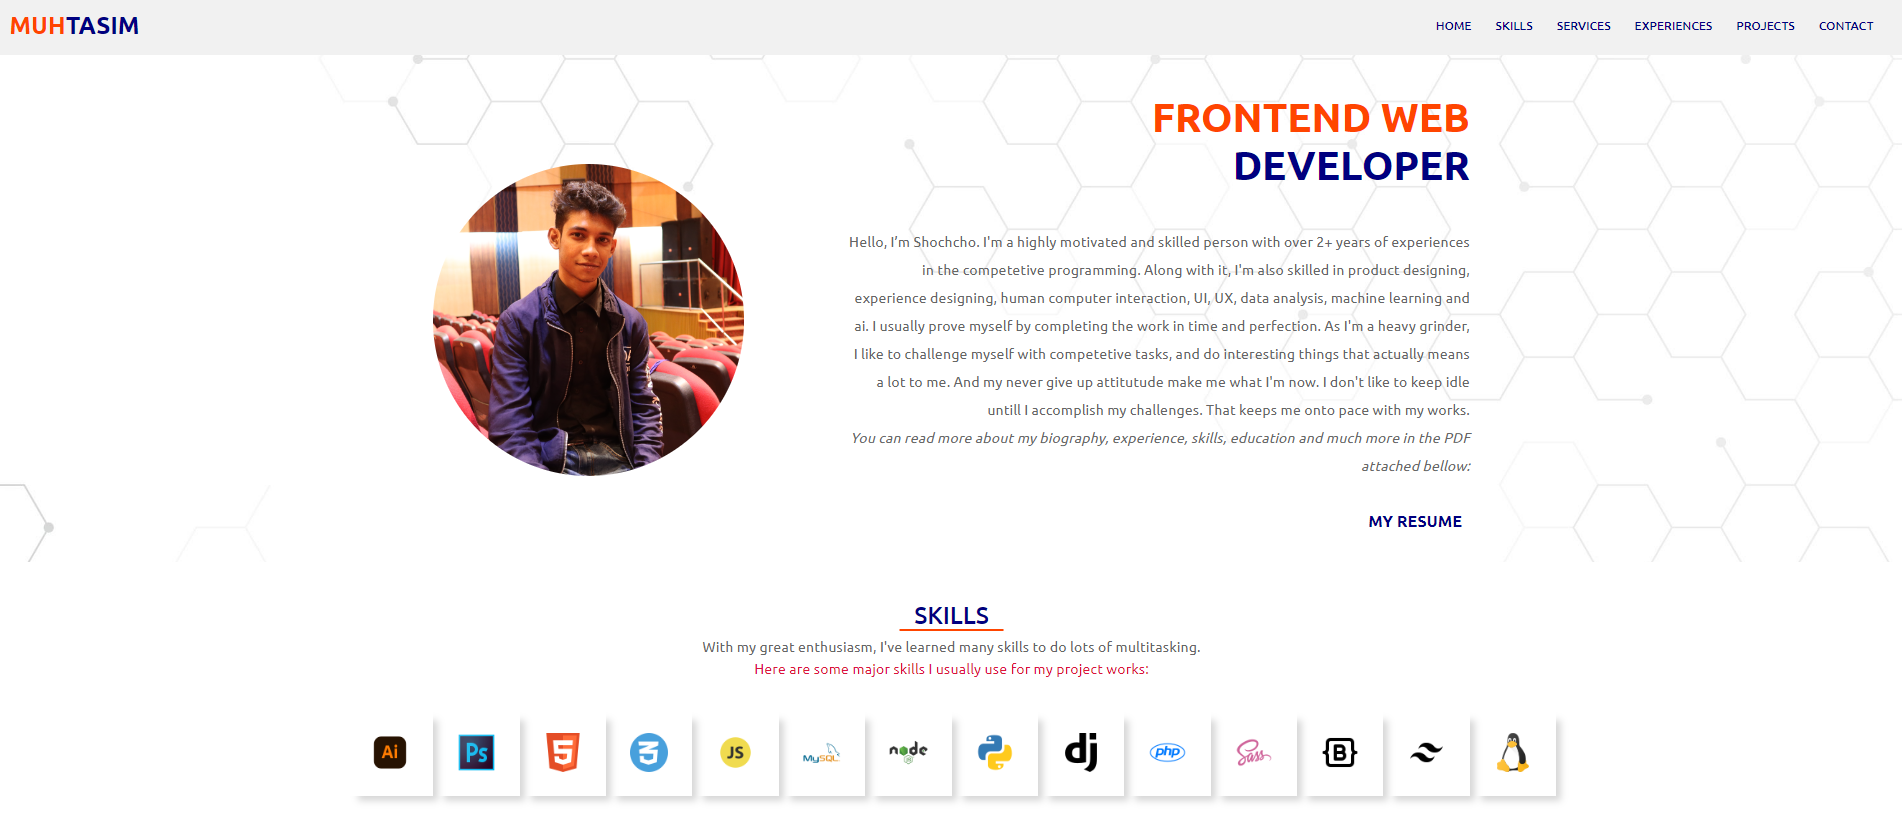 MUHTASIM
HOME SKILLS SERVICES EXPERIENCES PROJECTS CONTACT
FRONTEND WEB
DEVELOPER
Hello, I’m Shochcho. I'm a highly motivated and skilled person with over 2+ years of experiences
in the competetive programming. Along with it, I'm also skilled in product designing,
experience designing, human computer interaction, UI, UX, data analysis, machine learning and
ai. I usually prove myself by completing the work in time and perfection. As I'm a heavy grinder,
I like to challenge myself with competetive tasks, and do interesting things that actually means
a lot to me. And my never give up attitutude make me what I'm now. I don't like to keep idle
untill I accomplish my challenges. That keeps me onto pace with my works.
You can read more about my biography, experience, skills, education and much more in the PDF
attached bellow:
MY RESUME
SKILLS
With my great enthusiasm, I've learned many skills to do lots of multitasking.
Here are some major skills I usually use for my project works:
Ai Ps 5 3 JS MySQL node JS dj php Sass B